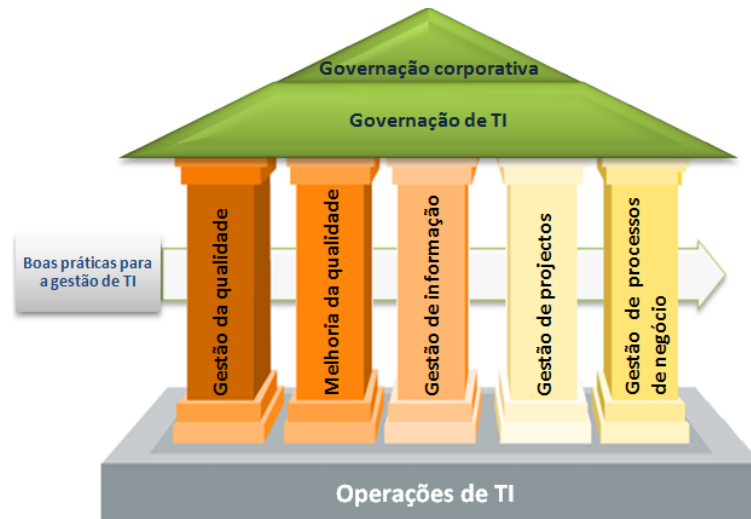 Governação corporativa
Governação de TI
Boas práticas para
a gestão de TI
Gestão da qualidade
Melhoria da qualidade
Gestão de informação
Gestão de projectos
Gestão de processos
de negócio
Operações de TI